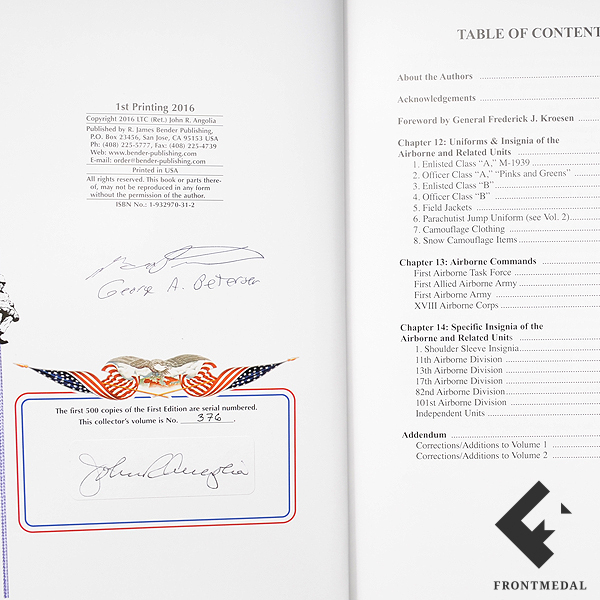 1st Printing 2016
Copyright 2016 LTC (Ret.) John R. Angolia
Published by R. James Bender Publishing,
P.O. Box 23456, San Jose, CA 95153 USA
Ph: (408) 225-5777, Fax: (408) 225-4739
Web: www.bender-publishing.com
E-mail: order@bender-publishing.com
Printed in USA
All rights reserved. This book or parts there-
of, may not be reproduced in any form
without the permission of the author.
ISBN No.: 1-932970-31-2
George A. Petersen
The first 500 copies of the First Edition are serial numbered.
This collector's volume is No. 376 .
John R Angolia
TABLE OF CONTENT
About the Authors
Acknowledgements
Foreword by General Frederick J. Kroesen
Chapter 12: Uniforms & Insignia of the
Airborne and Related Units
1. Enlisted Class "A," M-1939
2. Officer Class "A," "Pinks and Greens"
3. Enlisted Class "B"
4. Officer Class "B"
5. Field Jackets
6. Parachutist Jump Uniform (see Vol. 2)
7. Camouflage Clothing
8. Snow Camouflage Items
Chapter 13: Airborne Commands
First Airborne Task Force
First Allied Airborne Army
First Airborne Army
XVIII Airborne Corps
Chapter 14: Specific Insignia of the
Airborne and Related Units
1. Shoulder Sleeve Insignia
11th Airborne Division
13th Airborne Division
17th Airborne Division
82nd Airborne Division
101st Airborne Division
Independent Units
Addendum
Corrections/Additions to Volume 1
Corrections/Additions to Volume 2
FRONTMEDAL